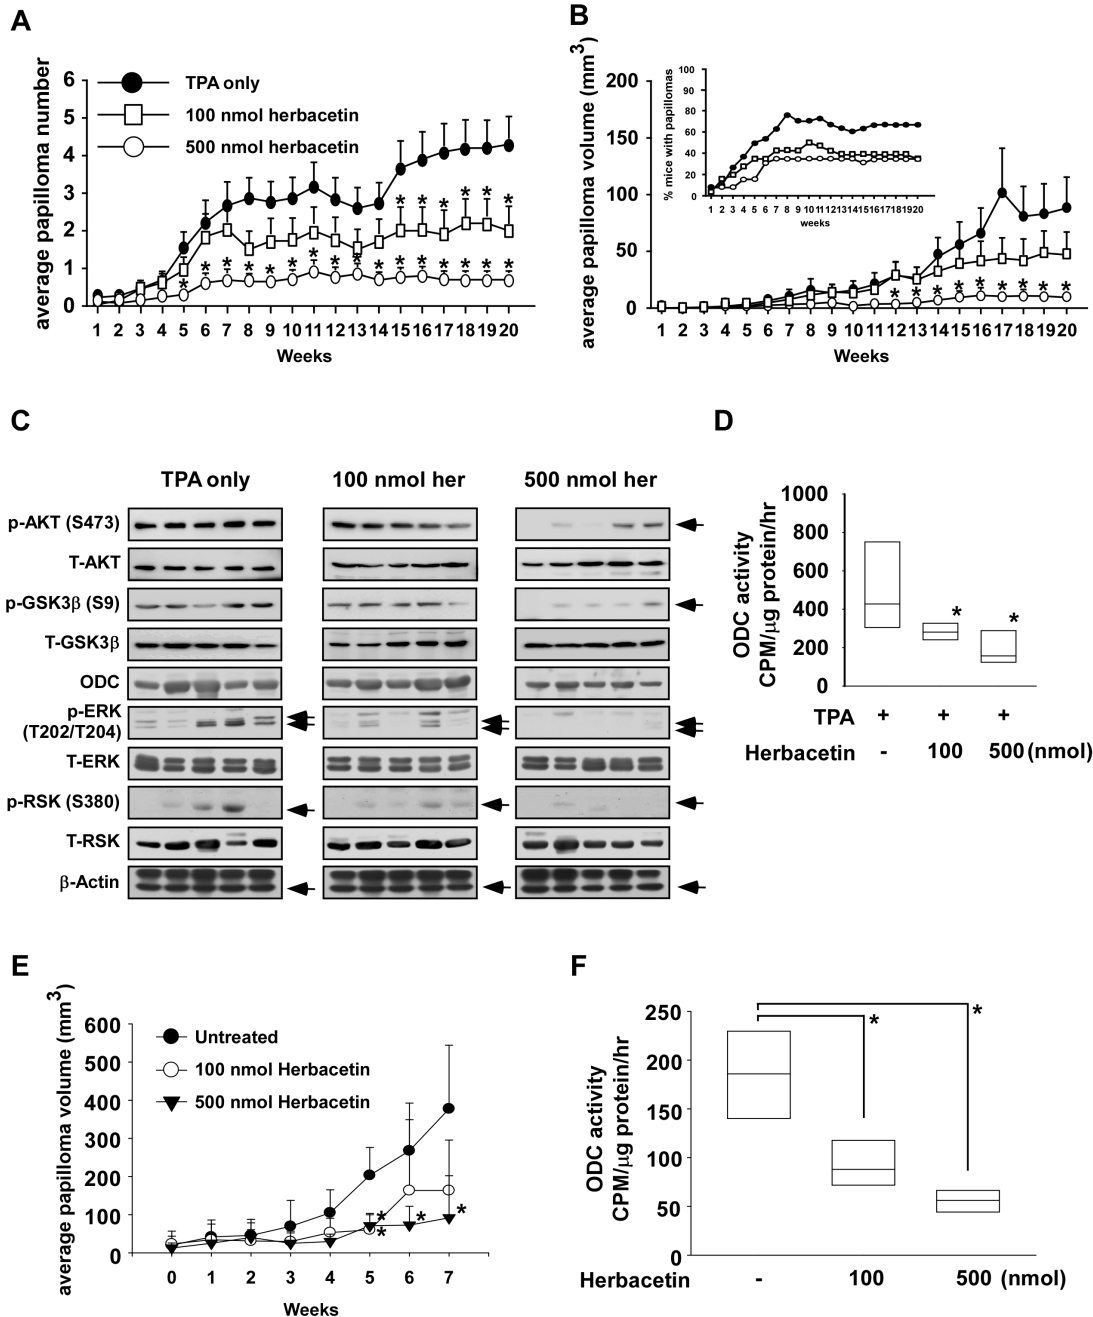 A
average papilloma number
6
5
4
3
2
1
0
TPA only
100 nmol herbacetin
500 nmol herbacetin
* * * * * * * *
* * * * * * * * * * * * * * * *
1 2 3 4 5 6 7 8 9 10 11 12 13 14 15 16 17 18 19 20
Weeks
B
average papilloma volume (mm3)
200
150
100
50
0
% mice with papillomas
100
90
80
60
40
20
0
1 2 3 4 5 6 7 8 9 10 11 12 13 14 15 16 17 18 19 20
weeks
* * * * * * * * *
1 2 3 4 5 6 7 8 9 10 11 12 13 14 15 16 17 18 19 20
Weeks
C
TPA only 100 nmol her 500 nmol her
p-AKT (S473)
T-AKT
p-GSK3β (S9)
T-GSK3β
ODC
p-ERK
(T202/T204)
T-ERK
p-RSK (S380)
T-RSK
β-Actin
D
ODC activity
CPM/μg protein/hr
1000
800
600
400
200
0
* *
TPA + + +
Herbacetin - 100 500 (nmol)
E
average papilloma volume (mm3)
600
500
400
300
200
100
0
Untreated
100 nmol Herbacetin
500 nmol Herbacetin
* * * *
0 1 2 3 4 5 6 7
Weeks
F
ODC activity
CPM/μg protein/hr
250
200
150
100
50
0
* *
Herbacetin - 100 500 (nmol)